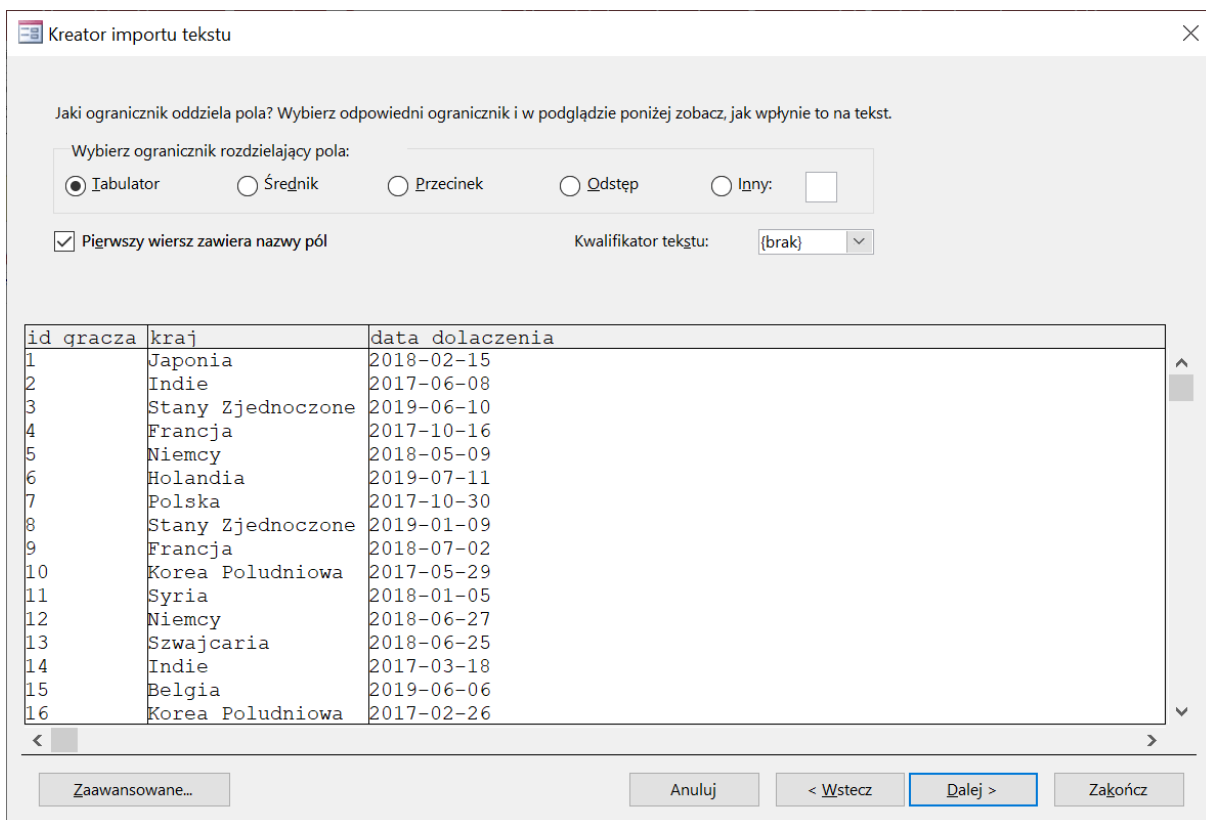 Kreator importu tekstu
Jaki ogranicznik oddziela pola? Wybierz odpowiedni ogranicznik i w podglądzie poniżej zobacz, jak wpłynie to na tekst.
Wybierz ogranicznik rozdzielający pola:
Tabulator Średnik Przecinek Odstęp Inny:
Pierwszy wiersz zawiera nazwy pól Kwalifikator tekstu: {brak}
id gracza kraj data dolaczenia
1 Japonia 2018-02-15
2 Indie 2017-06-08
3 Stany Zjednoczone 2019-06-10
4 Francja 2017-10-16
5 Niemcy 2018-05-09
6 Holandia 2019-07-11
7 Polska 2017-10-30
8 Stany Zjednoczone 2019-01-09
9 Francja 2018-07-02
10 Korea Poludniowa 2017-05-29
11 Syria 2018-01-05
12 Niemcy 2018-06-27
13 Szwajcaria 2018-06-25
14 Indie 2017-03-18
15 Belgia 2019-06-06
16 Korea Poludniowa 2017-02-26
Zaawansowane... Anuluj < Wstecz Dalej > Zakończ